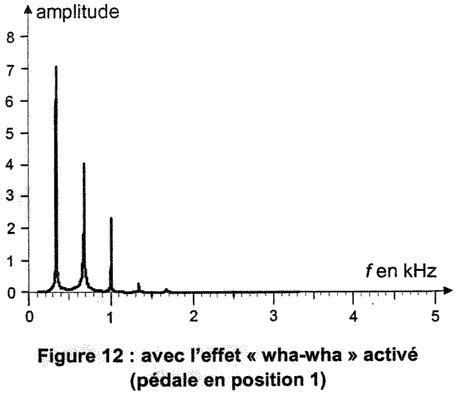 amplitude
8
7
6
5
4
3
2
1
0
f en kHz
0 1 2 3 4 5
Figure 12 : avec l'effet « wha-wha » activé
(pédale en position 1)